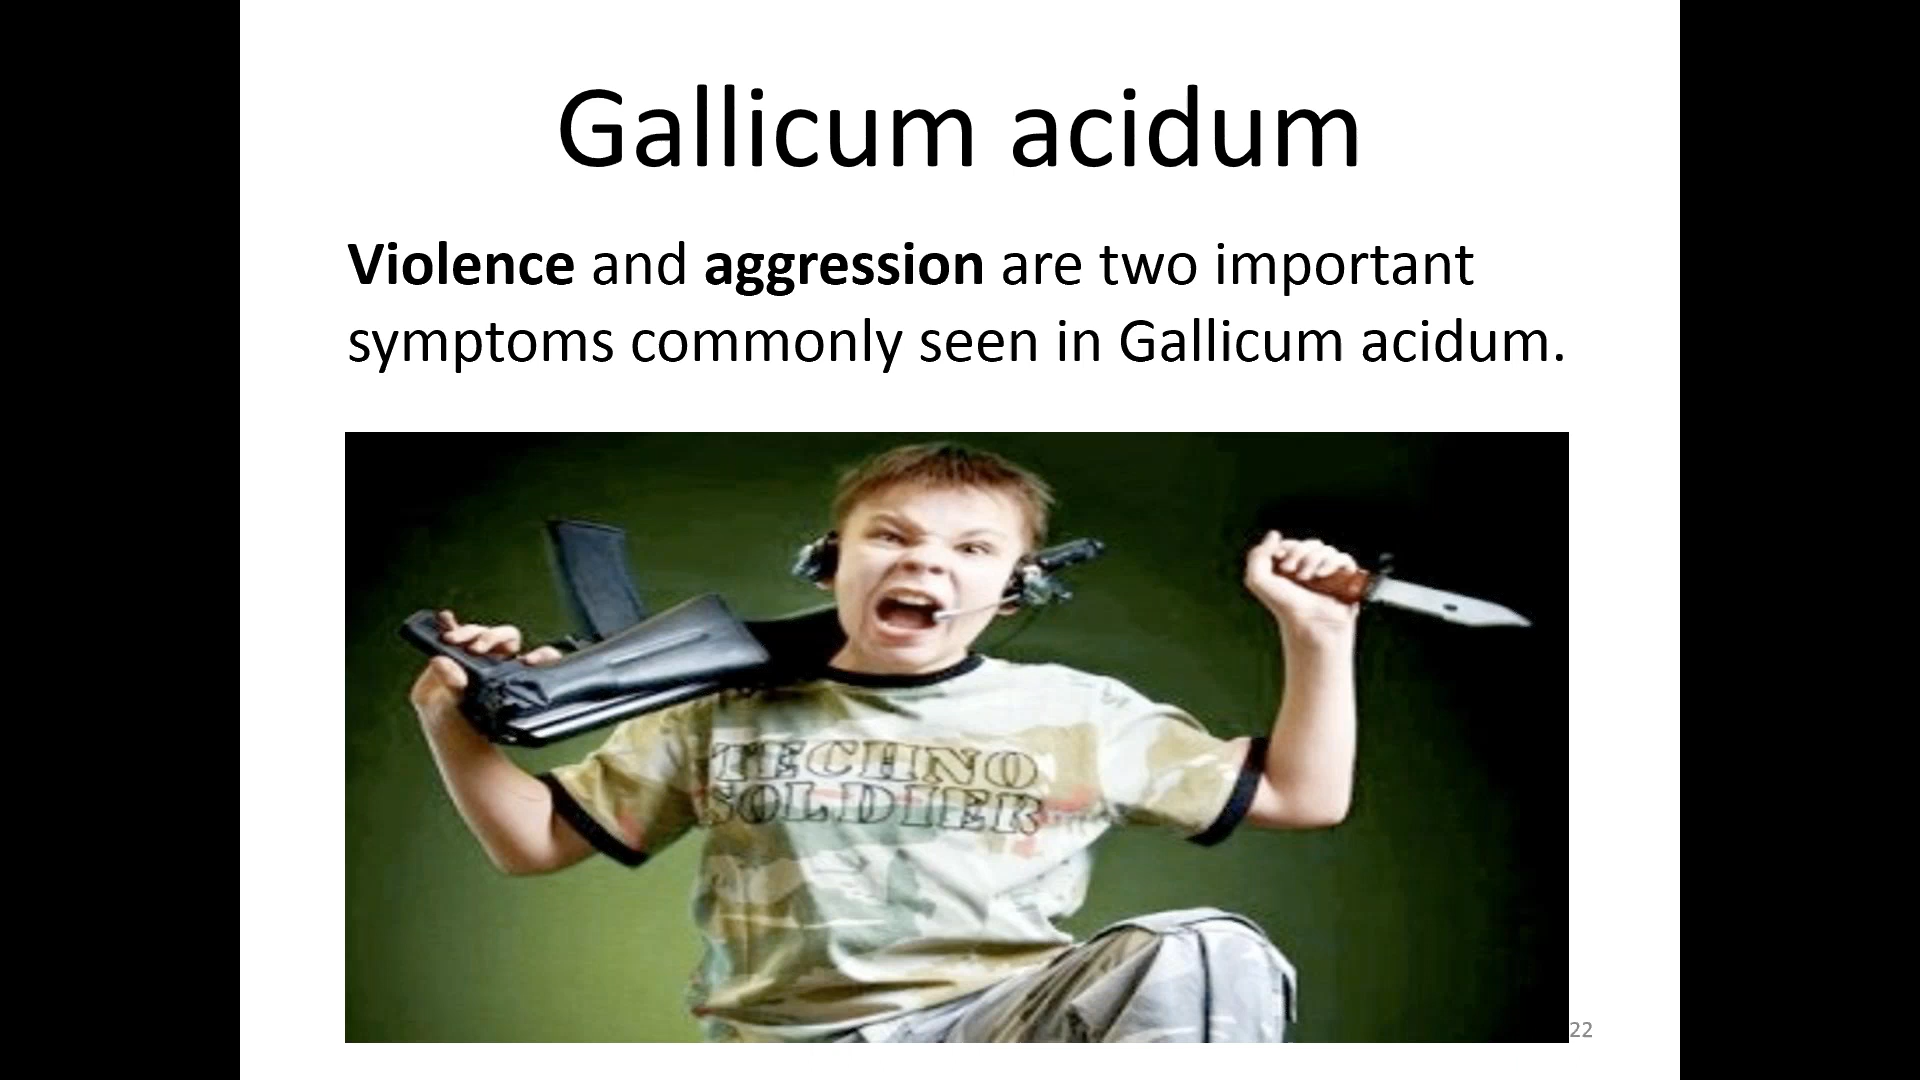 Gallicum acidum
Violence and aggression are two important
symptoms commonly seen in Gallicum acidum.
TECHNO
SOLDIER
22